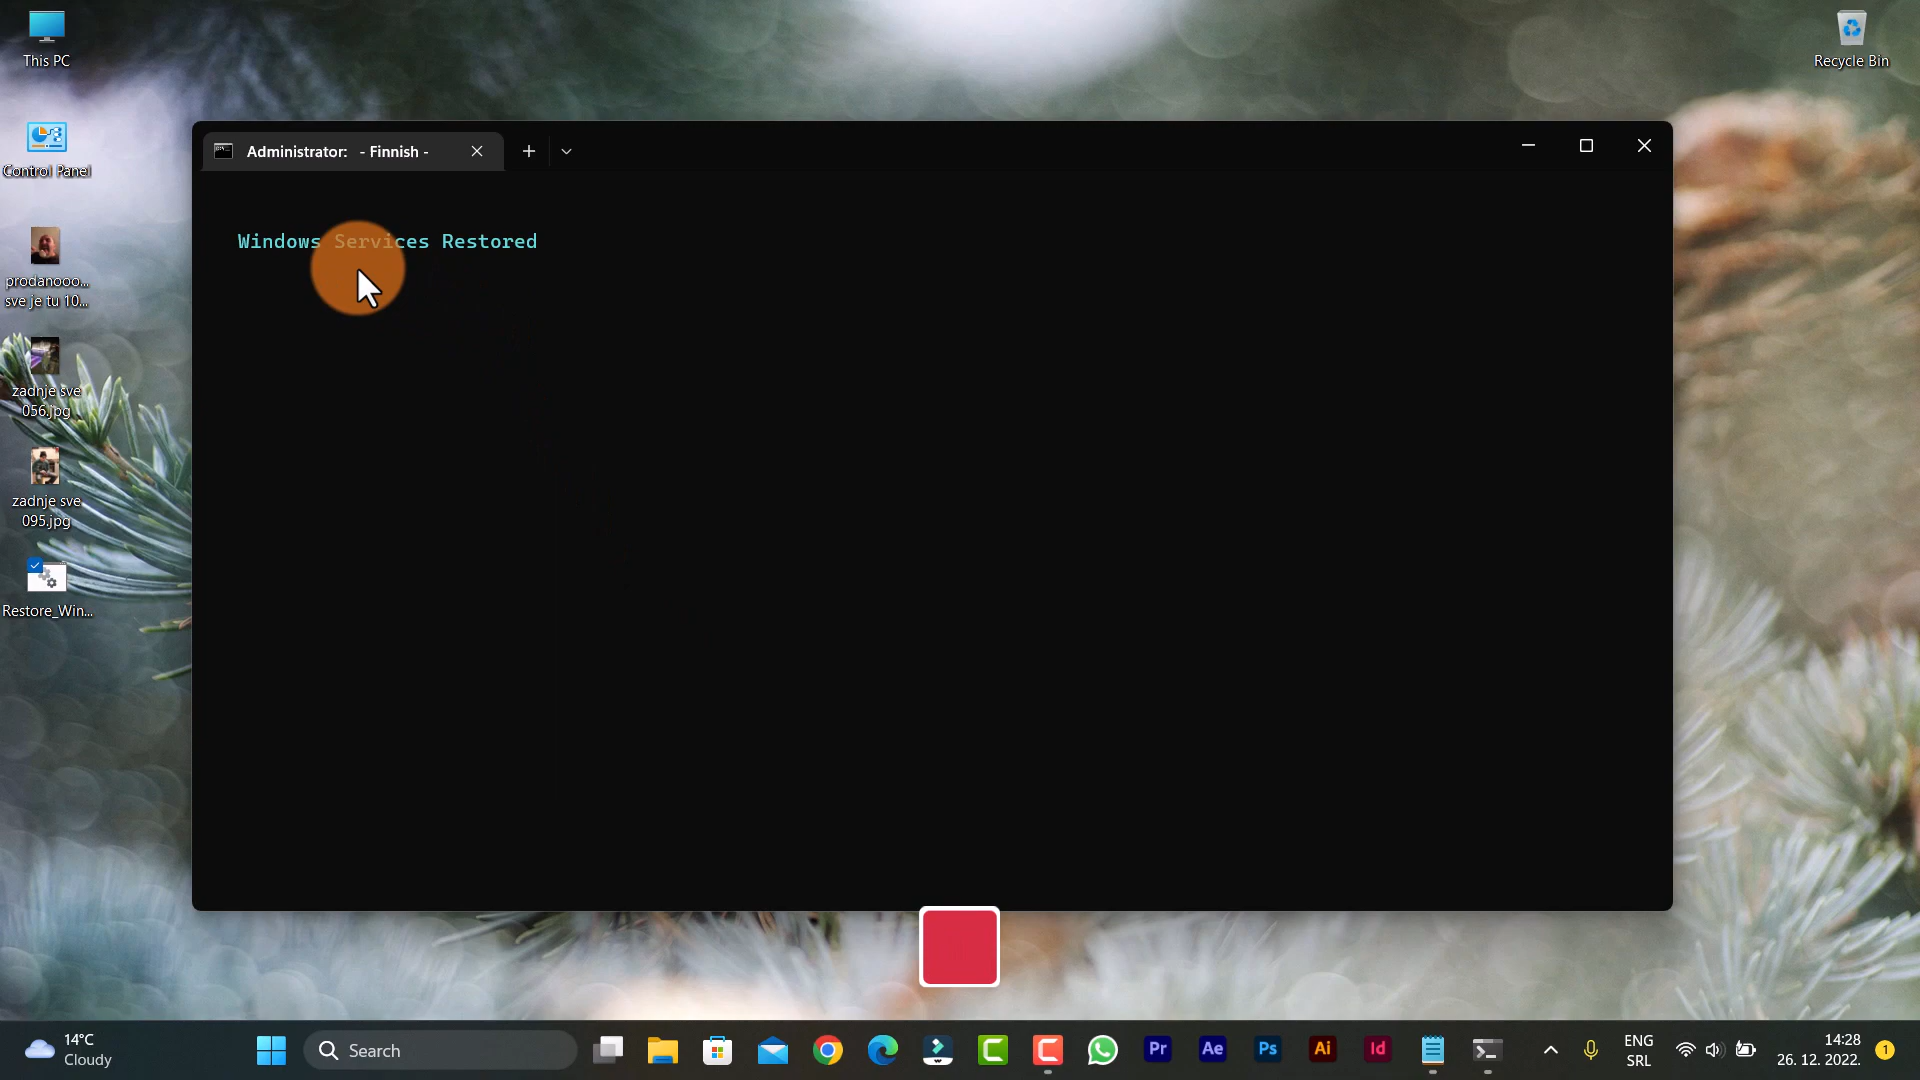 This PC
Recycle Bin
Control Panel
Administrator:   - Finnish -
Windows Services Restored
prodanooo...
sve je tu 10...
zadnje sve
056.jpg
zadnje sve
095.jpg
Restore_Win...
14°C
Cloudy
Search
Pr
Ae
Ps
Ai
Id
ENG
SRL
14:28
26. 12. 2022.
1